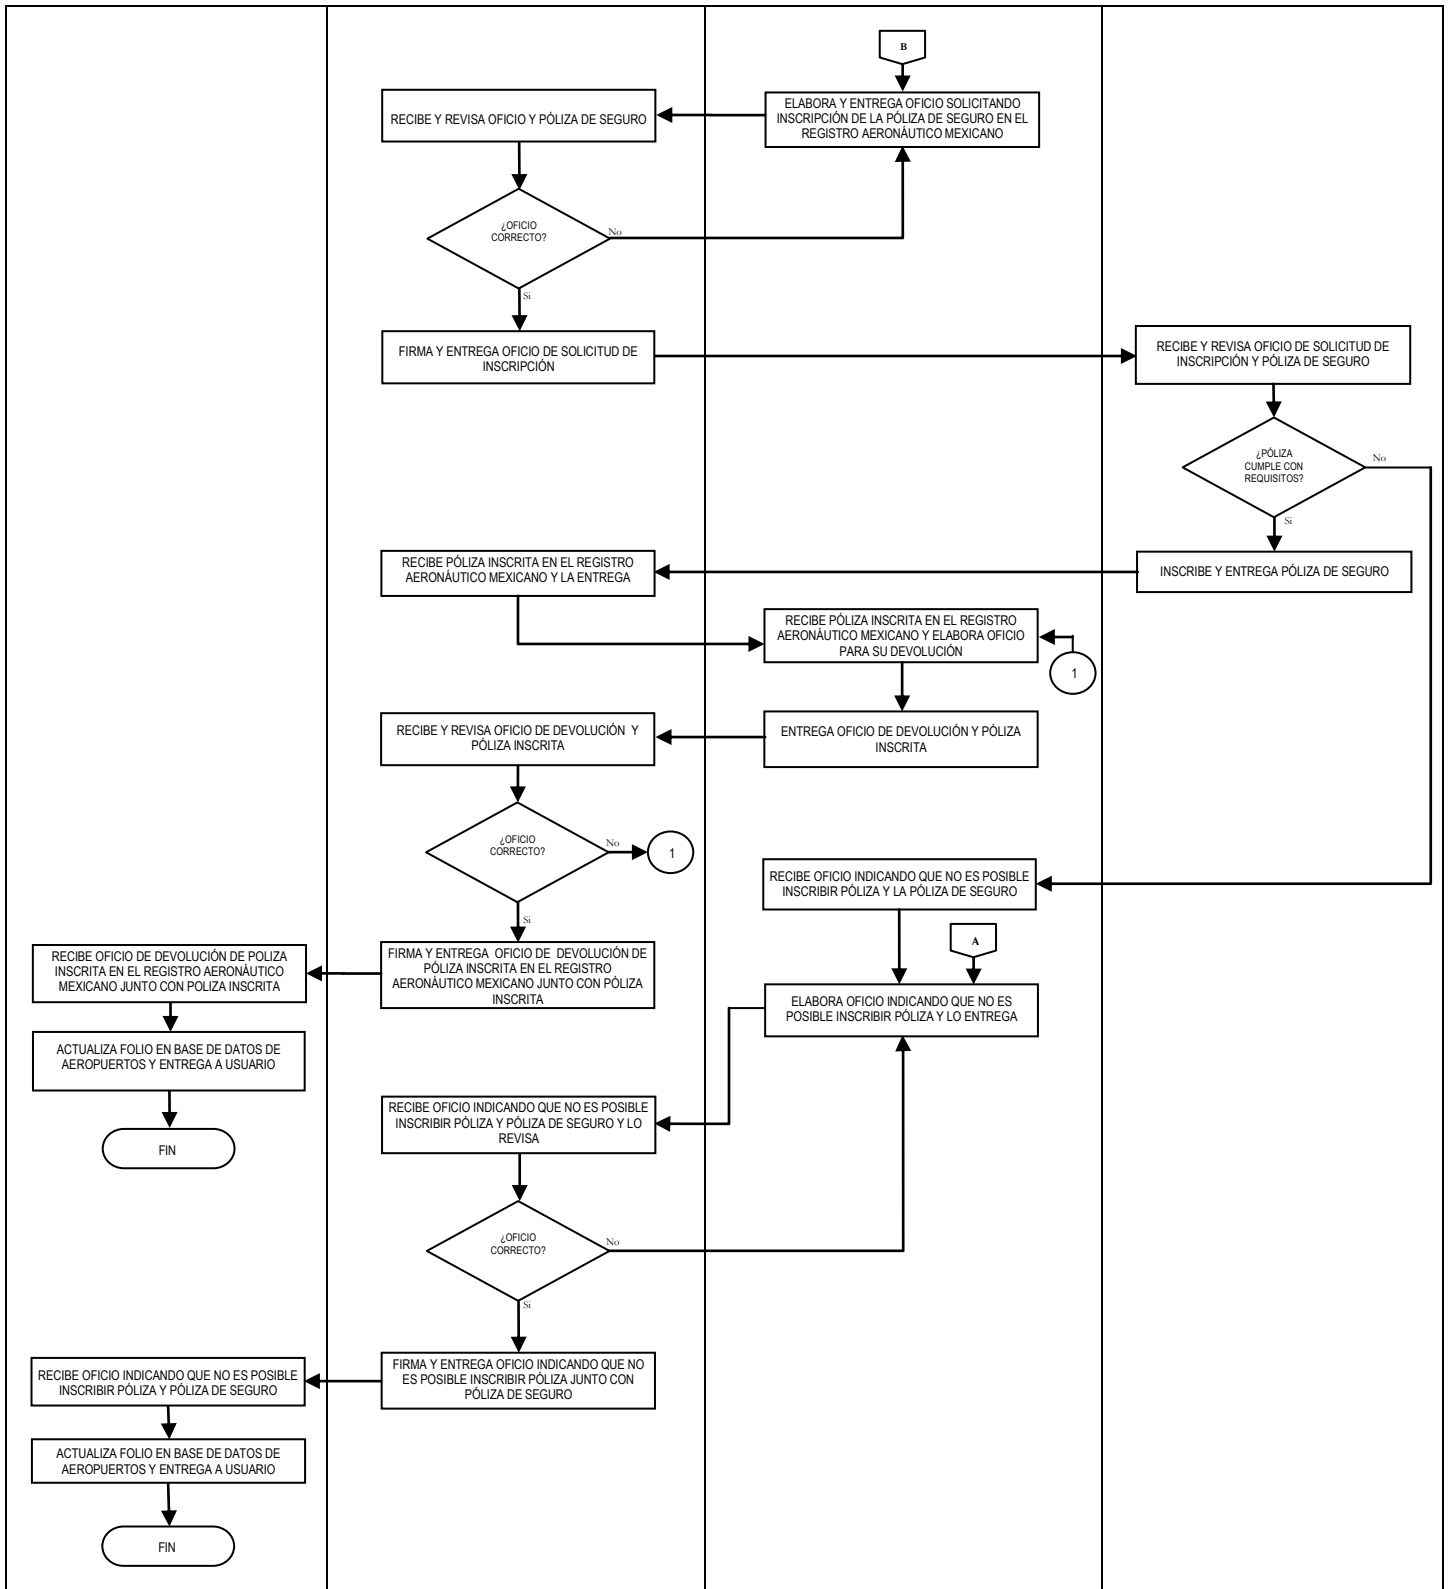 B
ELABORA Y ENTREGA OFICIO SOLICITANDO
INSCRIPCIÓN DE LA PÓLIZA DE SEGURO EN EL
REGISTRO AERONÁUTICO MEXICANO
RECIBE Y REVISA OFICIO Y PÓLIZA DE SEGURO
¿OFICIO
CORRECTO?
No
Si
FIRMA Y ENTREGA OFICIO DE SOLICITUD DE
INSCRIPCIÓN
RECIBE Y REVISA OFICIO DE SOLICITUD DE
INSCRIPCIÓN Y PÓLIZA DE SEGURO
¿PÓLIZA
CUMPLE CON
REQUISITOS?
No
Si
INSCRIBE Y ENTREGA PÓLIZA DE SEGURO
RECIBE PÓLIZA INSCRITA EN EL REGISTRO
AERONÁUTICO MEXICANO Y LA ENTREGA
RECIBE PÓLIZA INSCRITA EN EL REGISTRO
AERONÁUTICO MEXICANO Y ELABORA OFICIO
PARA SU DEVOLUCIÓN
1
ENTREGA OFICIO DE DEVOLUCIÓN Y PÓLIZA
INSCRITA
RECIBE Y REVISA OFICIO DE DEVOLUCIÓN Y
PÓLIZA INSCRITA
¿OFICIO
CORRECTO?
No
1
Si
RECIBE OFICIO INDICANDO QUE NO ES POSIBLE
INSCRIBIR PÓLIZA Y LA PÓLIZA DE SEGURO
A
FIRMA Y ENTREGA OFICIO DE DEVOLUCIÓN DE
PÓLIZA INSCRITA EN EL REGISTRO
AERONÁUTICO MEXICANO JUNTO CON PÓLIZA
INSCRITA
RECIBE OFICIO DE DEVOLUCIÓN DE POLIZA
INSCRITA EN EL REGISTRO AERONÁUTICO
MEXICANO JUNTO CON POLIZA INSCRITA
ACTUALIZA FOLIO EN BASE DE DATOS DE
AEROPUERTOS Y ENTREGA A USUARIO
FIN
ELABORA OFICIO INDICANDO QUE NO ES
POSIBLE INSCRIBIR PÓLIZA Y LO ENTREGA
RECIBE OFICIO INDICANDO QUE NO ES POSIBLE
INSCRIBIR PÓLIZA Y PÓLIZA DE SEGURO Y LO
REVISA
¿OFICIO
CORRECTO?
No
Si
FIRMA Y ENTREGA OFICIO INDICANDO QUE NO
ES POSIBLE INSCRIBIR PÓLIZA JUNTO CON
PÓLIZA DE SEGURO
RECIBE OFICIO INDICANDO QUE NO ES POSIBLE
INSCRIBIR PÓLIZA Y PÓLIZA DE SEGURO
ACTUALIZA FOLIO EN BASE DE DATOS DE
AEROPUERTOS Y ENTREGA A USUARIO
FIN